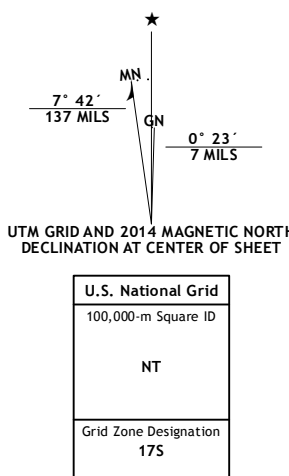 ★
MN
7° 42´
137 MILS
GN
0° 23´
7 MILS
UTM GRID AND 2014 MAGNETIC NORTH
DECLINATION AT CENTER OF SHEET
U.S. National Grid
100,000-m Square ID
NT
Grid Zone Designation
17S